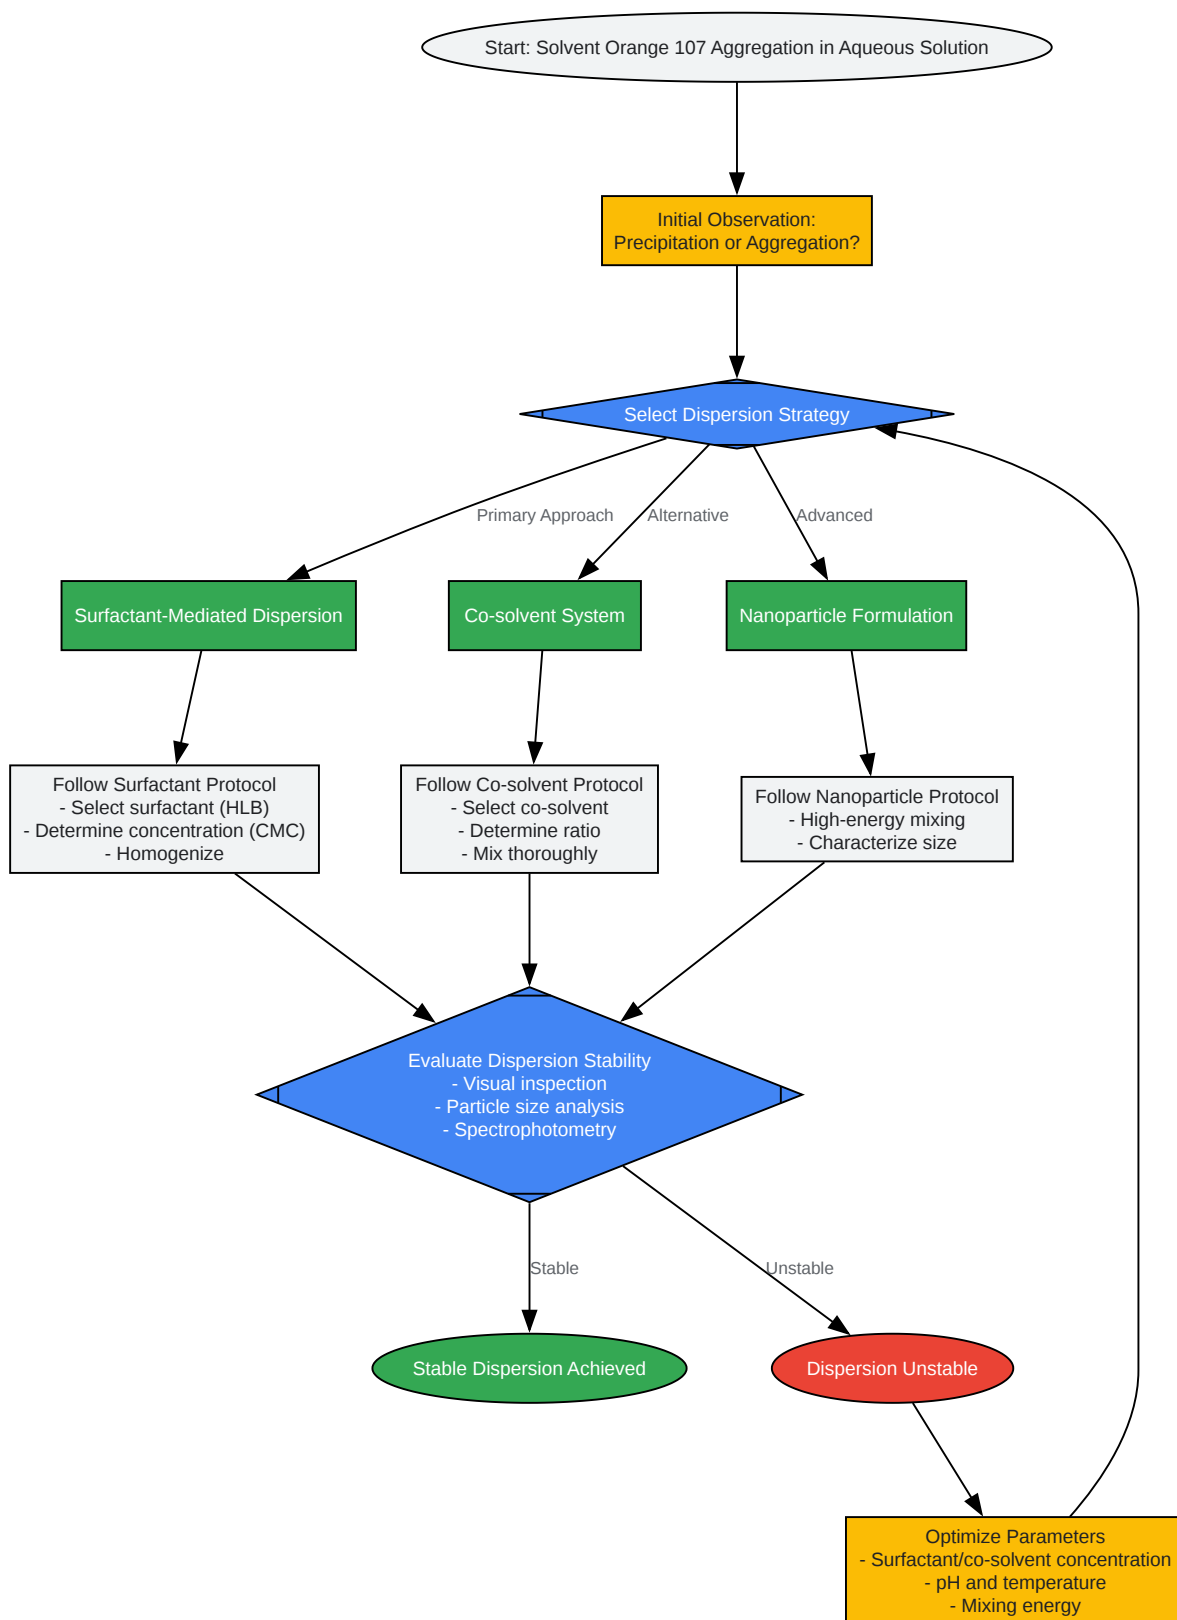 Start: Solvent Orange 107 Aggregation in Aqueous Solution
Initial Observation:
Precipitation or Aggregation?
Select Dispersion Strategy
Primary Approach
Alternative
Advanced
Surfactant-Mediated Dispersion
Co-solvent System
Nanoparticle Formulation
Follow Surfactant Protocol
- Select surfactant (HLB)
- Determine concentration (CMC)
- Homogenize
Follow Co-solvent Protocol
- Select co-solvent
- Determine ratio
- Mix thoroughly
Follow Nanoparticle Protocol
- High-energy mixing
- Characterize size
Evaluate Dispersion Stability
- Visual inspection
- Particle size analysis
- Spectrophotometry
Stable
Unstable
Stable Dispersion Achieved
Dispersion Unstable
Optimize Parameters
- Surfactant/co-solvent concentration
- pH and temperature
- Mixing energy